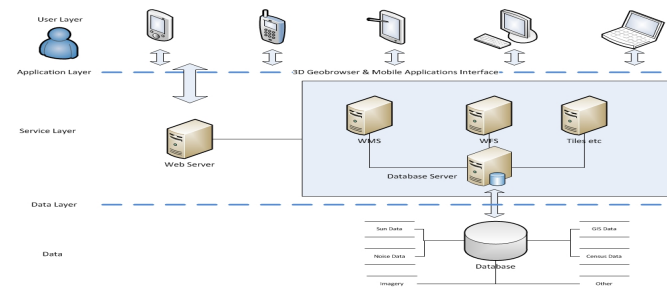 User Layer
Application Layer
3D Geobrowser & Mobile Applications Interface
Service Layer
WMS
WFS
Tiles etc
Web Server
Database Server
Data Layer
Sun Data
GIS Data
Noise Data
Census Data
Data
Database
Imagery
Other